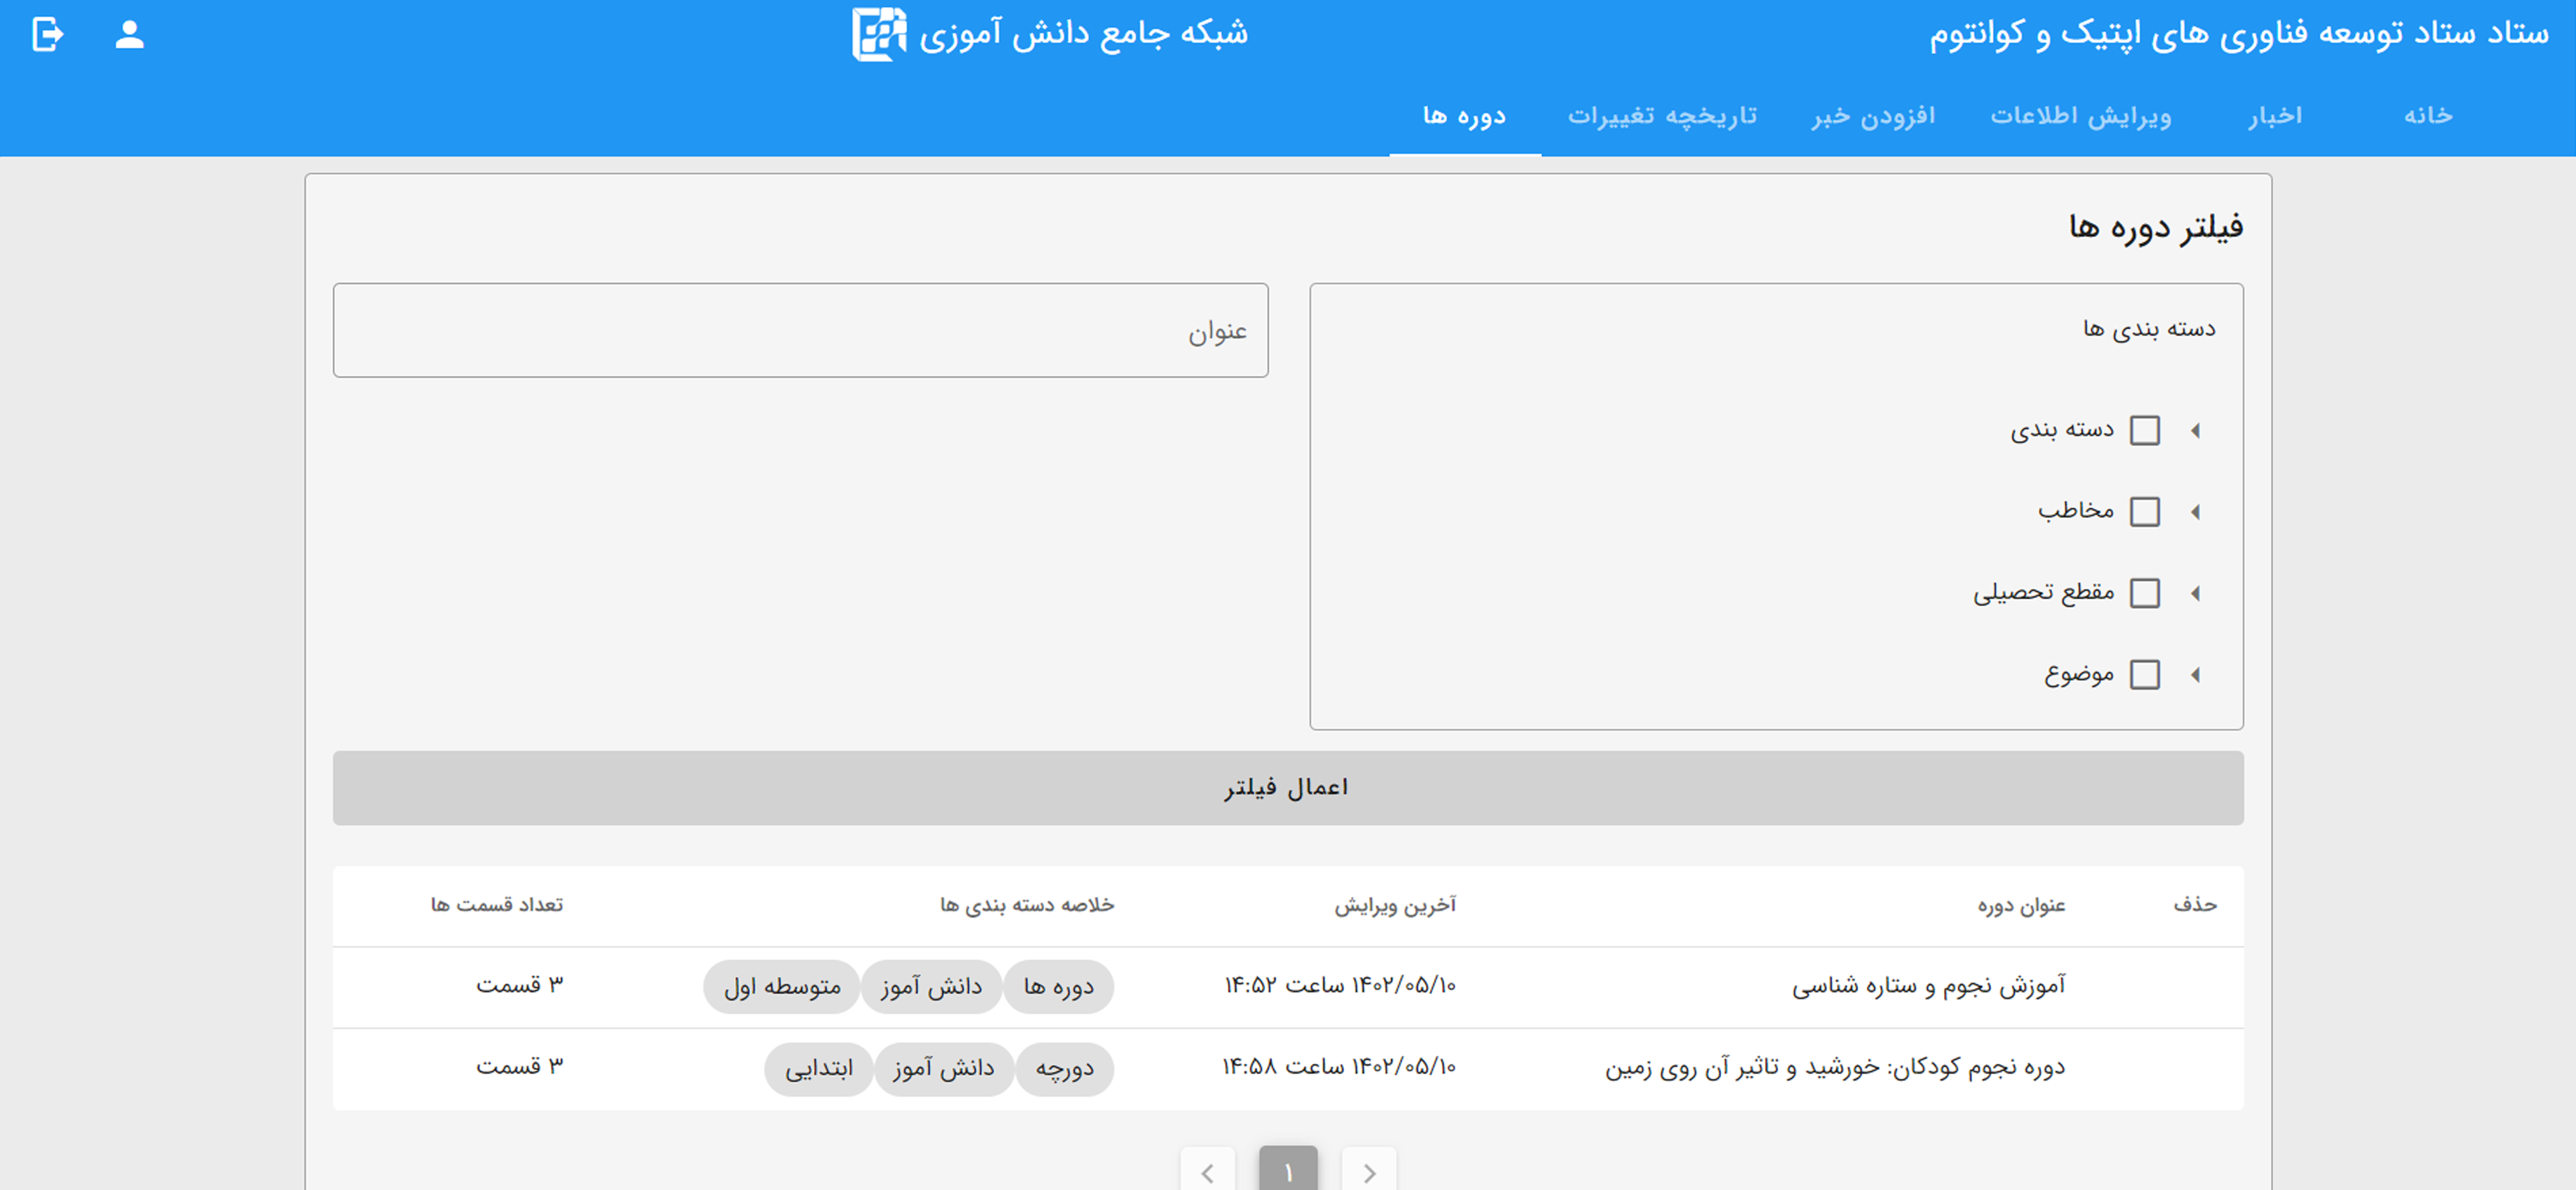 ستاد ستاد توسعه فناوری های اپتیک و کوانتوم
شبکه جامع دانش آموزی
خانه اخبار ویرایش اطلاعات افزودن خبر تاریخچه تغییرات دوره ها
فیلتر دوره ها
دسته بندی ها
دسته بندی
مخاطب
مقطع تحصیلی
موضوع
عنوان
اعمال فیلتر
حذف عنوان دوره آخرین ویرایش خلاصه دسته بندی ها تعداد قسمت ها
آموزش نجوم و ستاره شناسی ۱۴۰۲/۰۵/۱۰ ساعت ۱۴:۵۲ دوره ها دانش آموز متوسطه اول ۳ قسمت
دوره نجوم کودکان: خورشید و تاثیر آن روی زمین ۱۴۰۲/۰۵/۱۰ ساعت ۱۴:۵۸ دورچه دانش آموز ابتدایی ۳ قسمت
۱